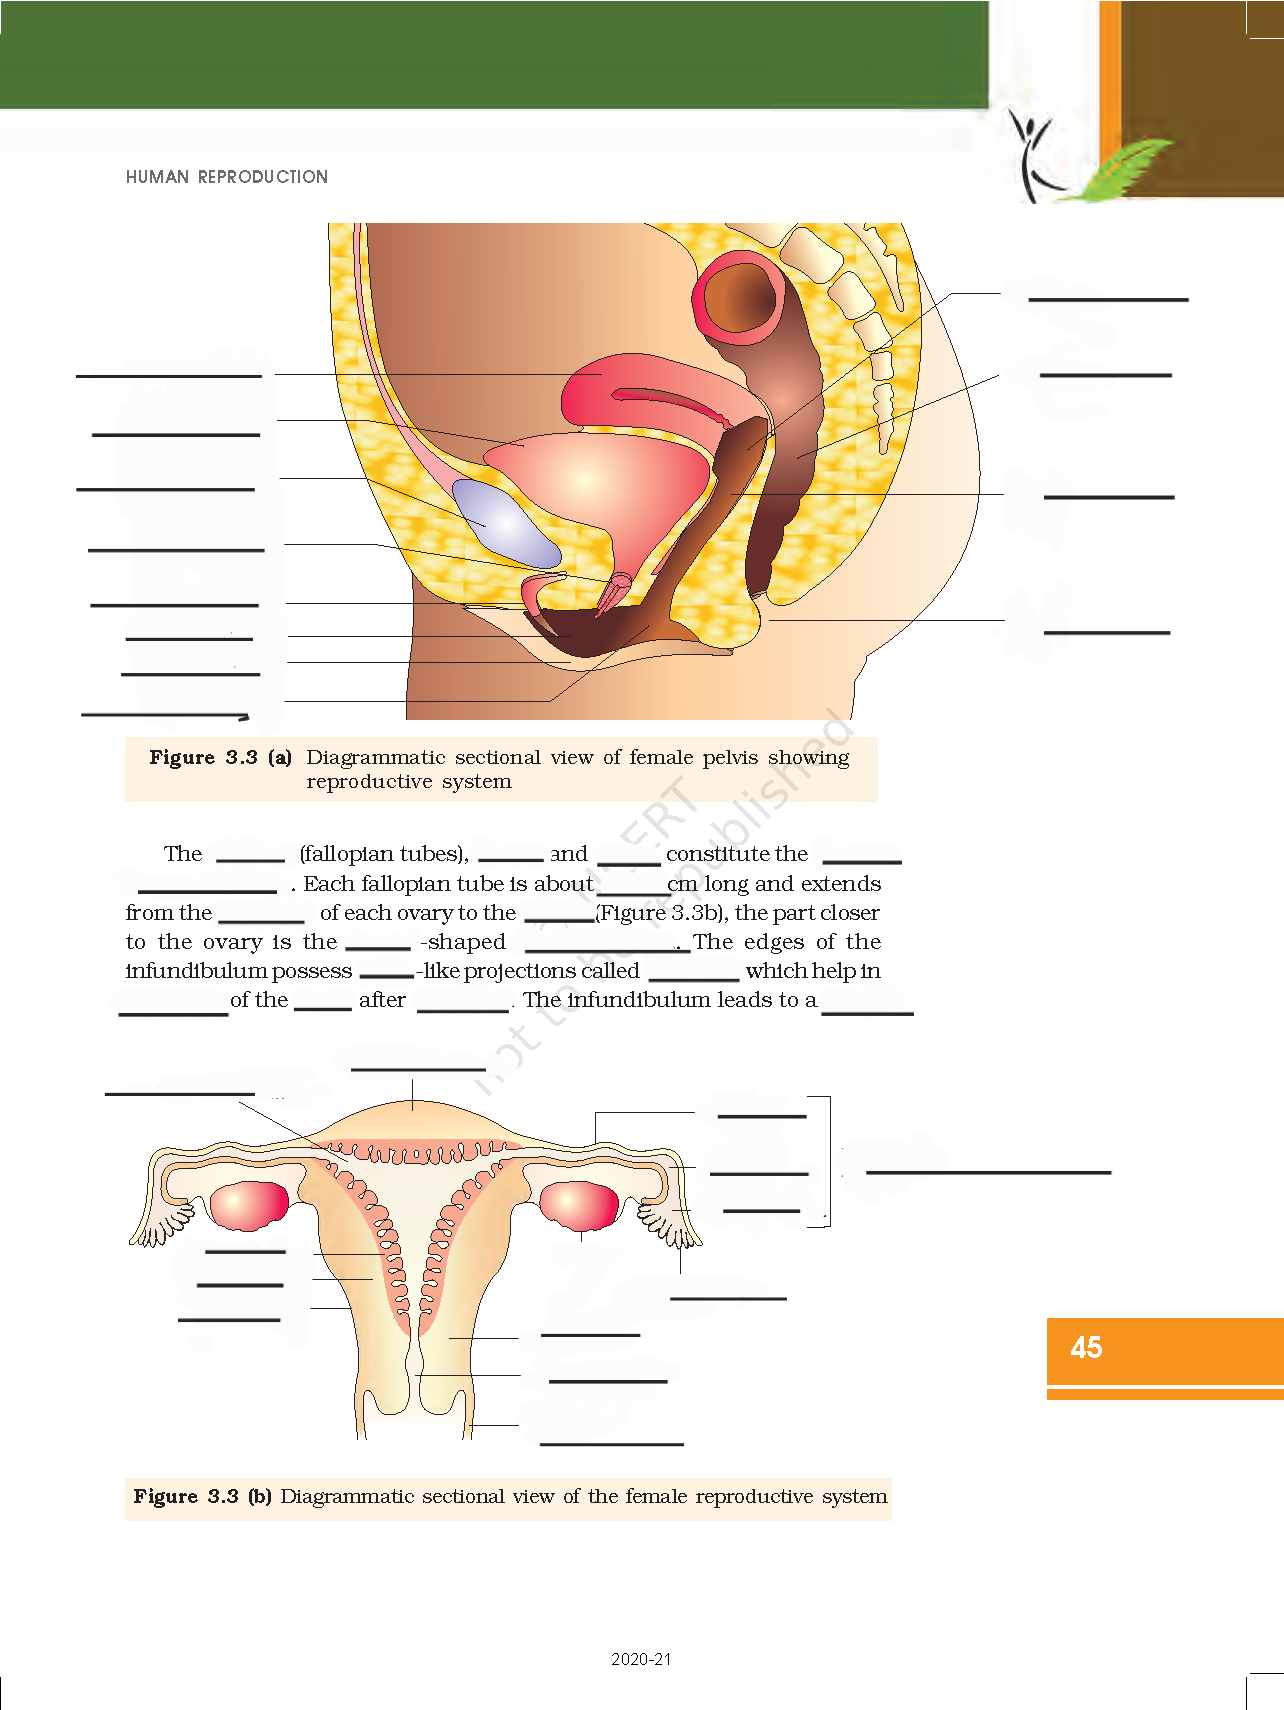 HUMAN REPRODUCTION
Figure 3.3 (a) Diagrammatic sectional view of female pelvis showing
reproductive system
The (fallopian tubes), and constitute the
. Each fallopian tube is about cm long and extends
from the of each ovary to the (Figure 3.3b), the part closer
to the ovary is the -shaped . The edges of the
infundibulum possess -like projections called which help in
of the after . The infundibulum leads to a
not to be republished
45
Figure 3.3 (b) Diagrammatic sectional view of the female reproductive system
2020-21